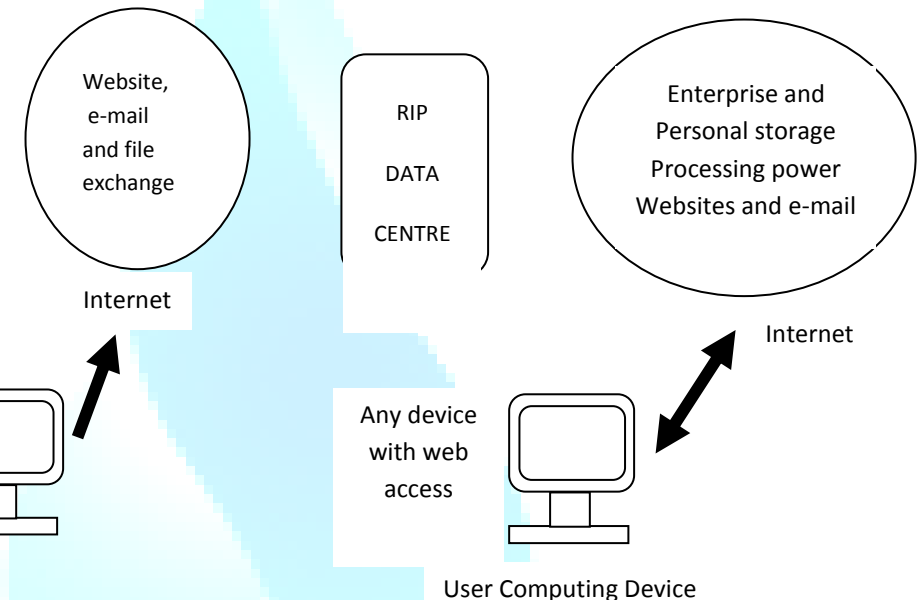 Website,
e-mail
and file
exchange
Internet
RIP
DATA
CENTRE
Enterprise and
Personal storage
Processing power
Websites and e-mail
Internet
Any device
with web
access
User Computing Device